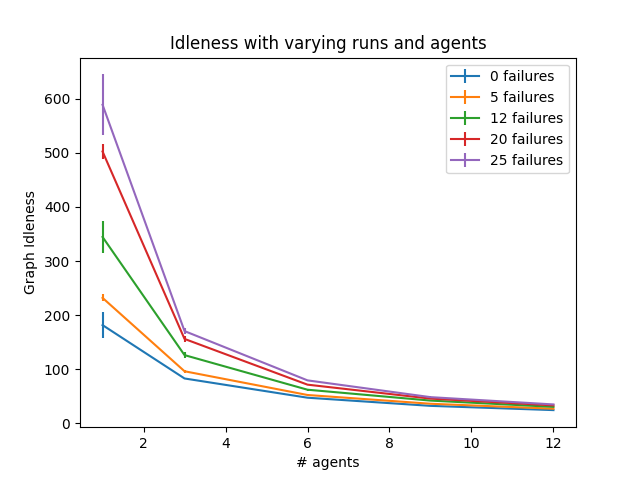 Idleness with varying runs and agents
0 failures
5 failures
12 failures
20 failures
25 failures
Graph Idleness
600
500
400
300
200
100
0
2 4 6 8 10 12
# agents